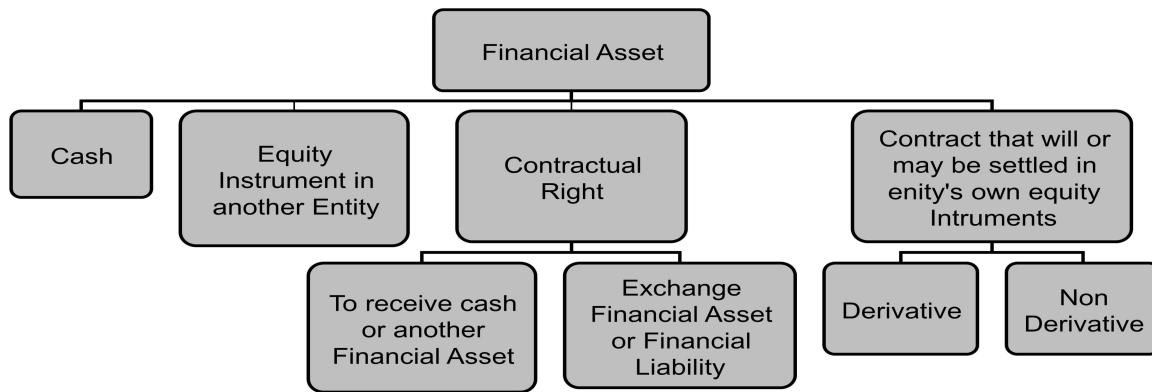 Financial Asset
Cash
Equity
Instrument in
another Entity
Contractual
Right
Contract that will or
may be settled in
enity's own equity
Intruments
To receive cash
or another
Financial Asset
Exchange
Financial Asset
or Financial
Liability
Derivative
Non
Derivative